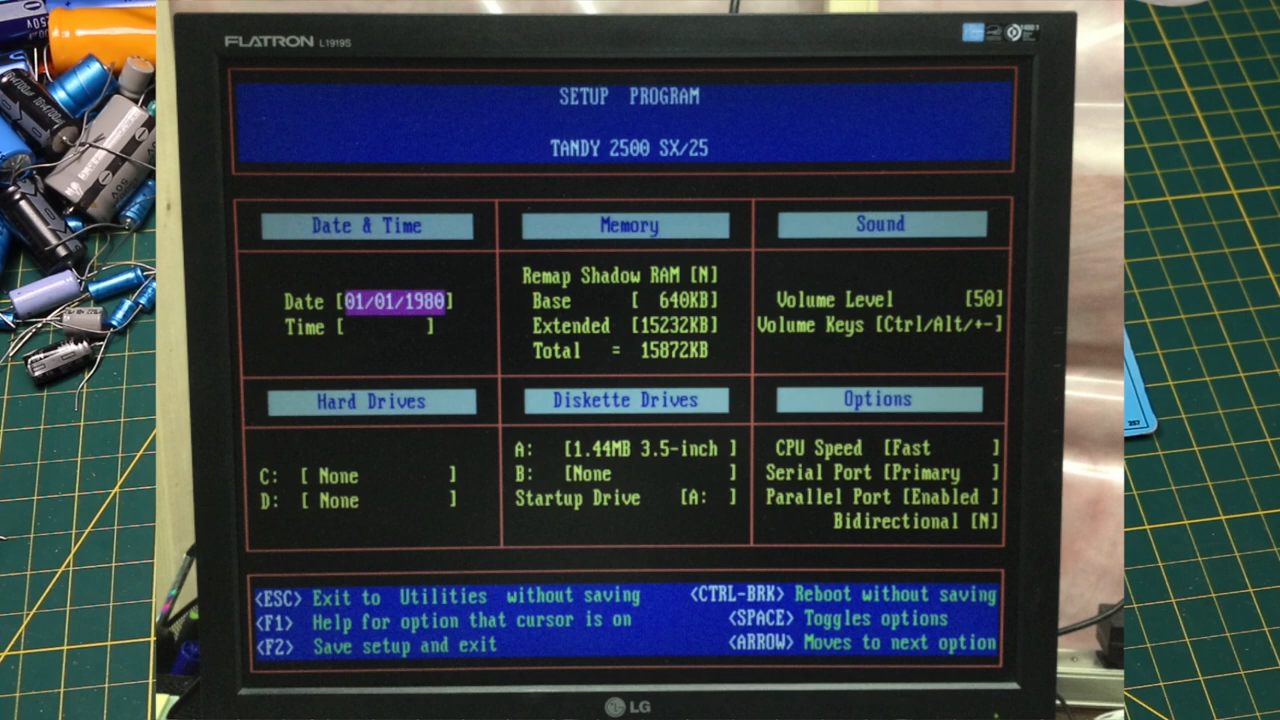 FLATRON L1919S
SETUP PROGRAM
TANDY 2500 SX/25
Date & Time
Date [01/01/1980]
Time [ ]
Memory
Remap Shadow RAM [N]
Base [ 640KB]
Extended [15232KB]
Total = 15872KB
Sound
Volume Level [50]
Volume Keys [Ctrl/Alt/+-]
Hard Drives
C: [ None ]
D: [ None ]
Diskette Drives
A: [1.44MB 3.5-inch ]
B: [None ]
Startup Drive [A: ]
Options
CPU Speed [Fast ]
Serial Port [Primary ]
Parallel Port [Enabled ]
Bidirectional [N]
<ESC> Exit to Utilities without saving
<F1> Help for option that cursor is on
<F2> Save setup and exit
<CTRL-BRK> Reboot without saving
<SPACE> Toggles options
<ARROW> Moves to next option
LG